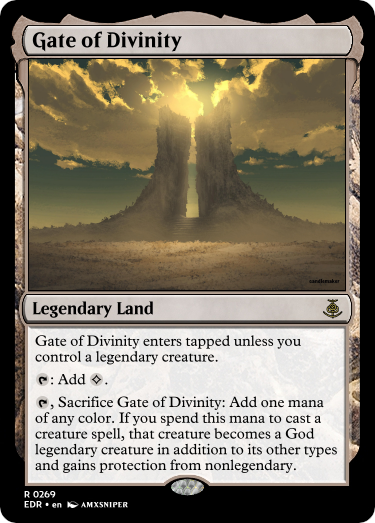 Gate of Divinity
Legendary Land
Gate of Divinity enters tapped unless you
control a legendary creature.
: Add .
, Sacrifice Gate of Divinity: Add one mana
of any color. If you spend this mana to cast a
creature spell, that creature becomes a God
legendary creature in addition to its other types
and gains protection from nonlegendary.
R 0269
EDR • en AMXSNIPER